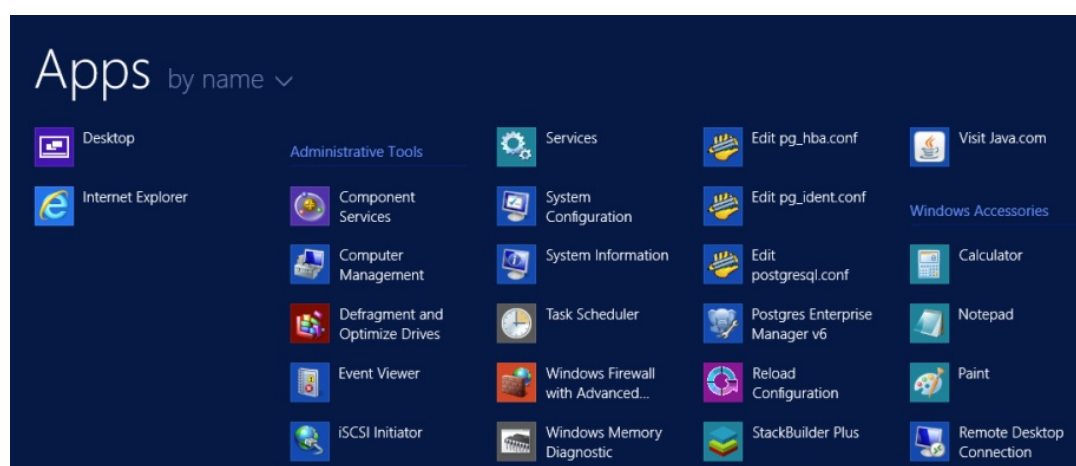 Apps by name
Desktop
Internet Explorer
Administrative Tools
Component
Services
Computer
Management
Defragment and
Optimize Drives
Event Viewer
iSCSI Initiator
Services
System
Configuration
System Information
Task Scheduler
Windows Firewall
with Advanced...
Windows Memory
Diagnostic
Edit pg_hba.conf
Edit pg_ident.conf
Edit
postgresql.conf
Postgres Enterprise
Manager v6
Reload
Configuration
StackBuilder Plus
Visit Java.com
Windows Accessories
Calculator
Notepad
Paint
Remote Desktop
Connection